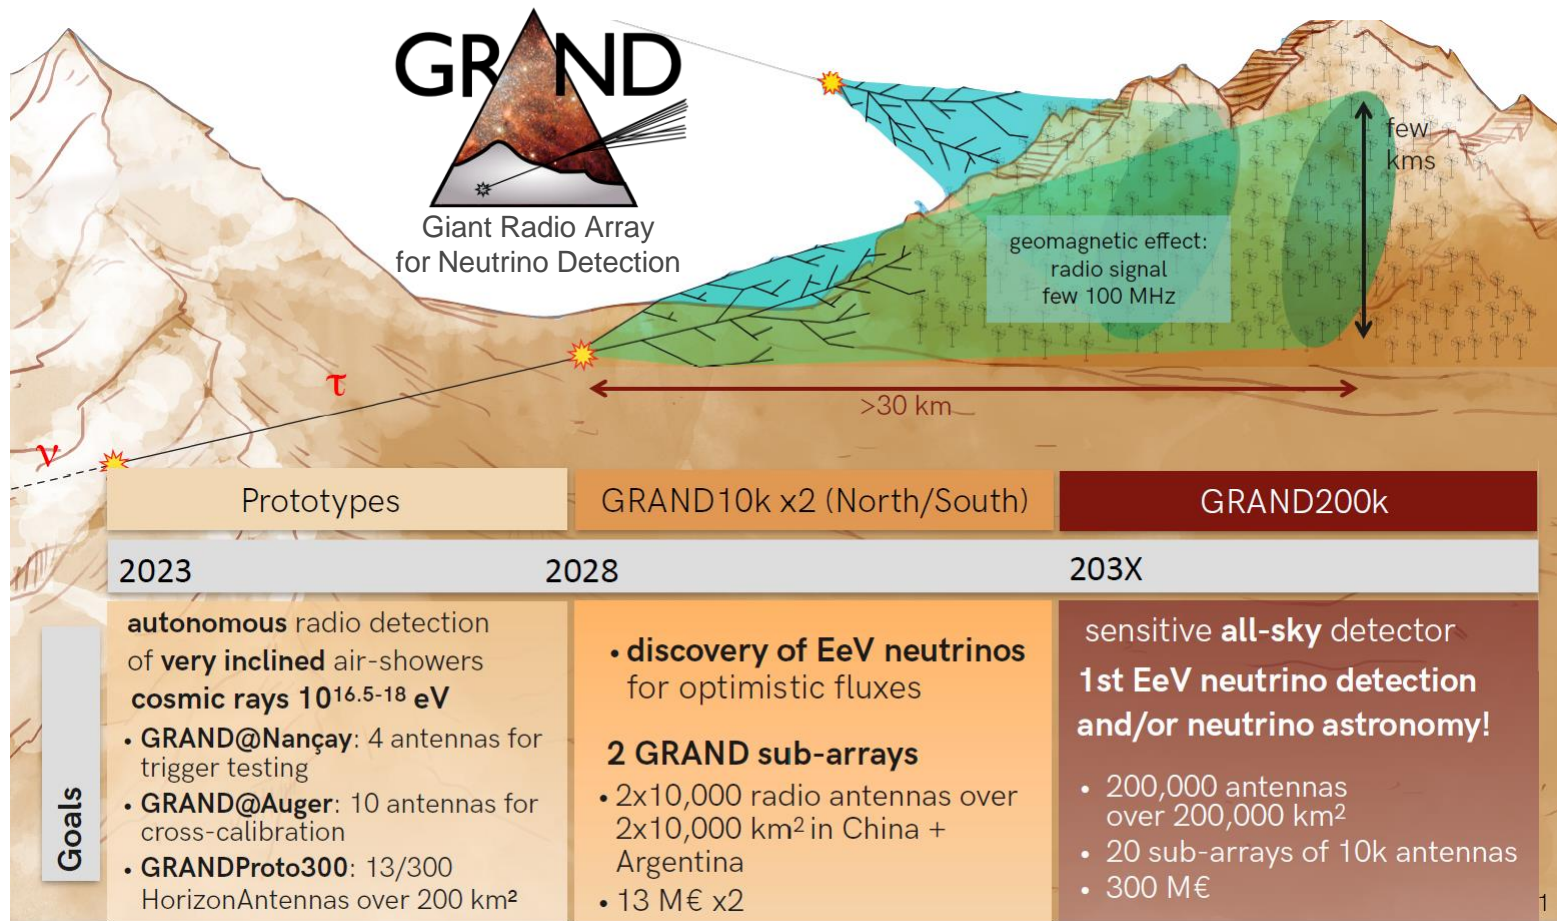 GRAND
Giant Radio Array
for Neutrino Detection
few
kms
geomagnetic effect:
radio signal
few 100 MHz
>30 km
τ
ν
Prototypes
GRAND10k x2 (North/South)
GRAND200k
2023
2028
203X
Goals
autonomous radio detection
of very inclined air-showers
cosmic rays 10¹⁶·⁵⁻¹⁸ eV
• GRAND@Nançay: 4 antennas for
trigger testing
• GRAND@Auger: 10 antennas for
cross-calibration
• GRANDProto300: 13/300
HorizonAntennas over 200 km²
• discovery of EeV neutrinos
for optimistic fluxes
2 GRAND sub-arrays
• 2x10,000 radio antennas over
2x10,000 km² in China +
Argentina
• 13 M€ x2
sensitive all-sky detector
1st EeV neutrino detection
and/or neutrino astronomy!
• 200,000 antennas
over 200,000 km²
• 20 sub-arrays of 10k antennas
• 300 M€
1